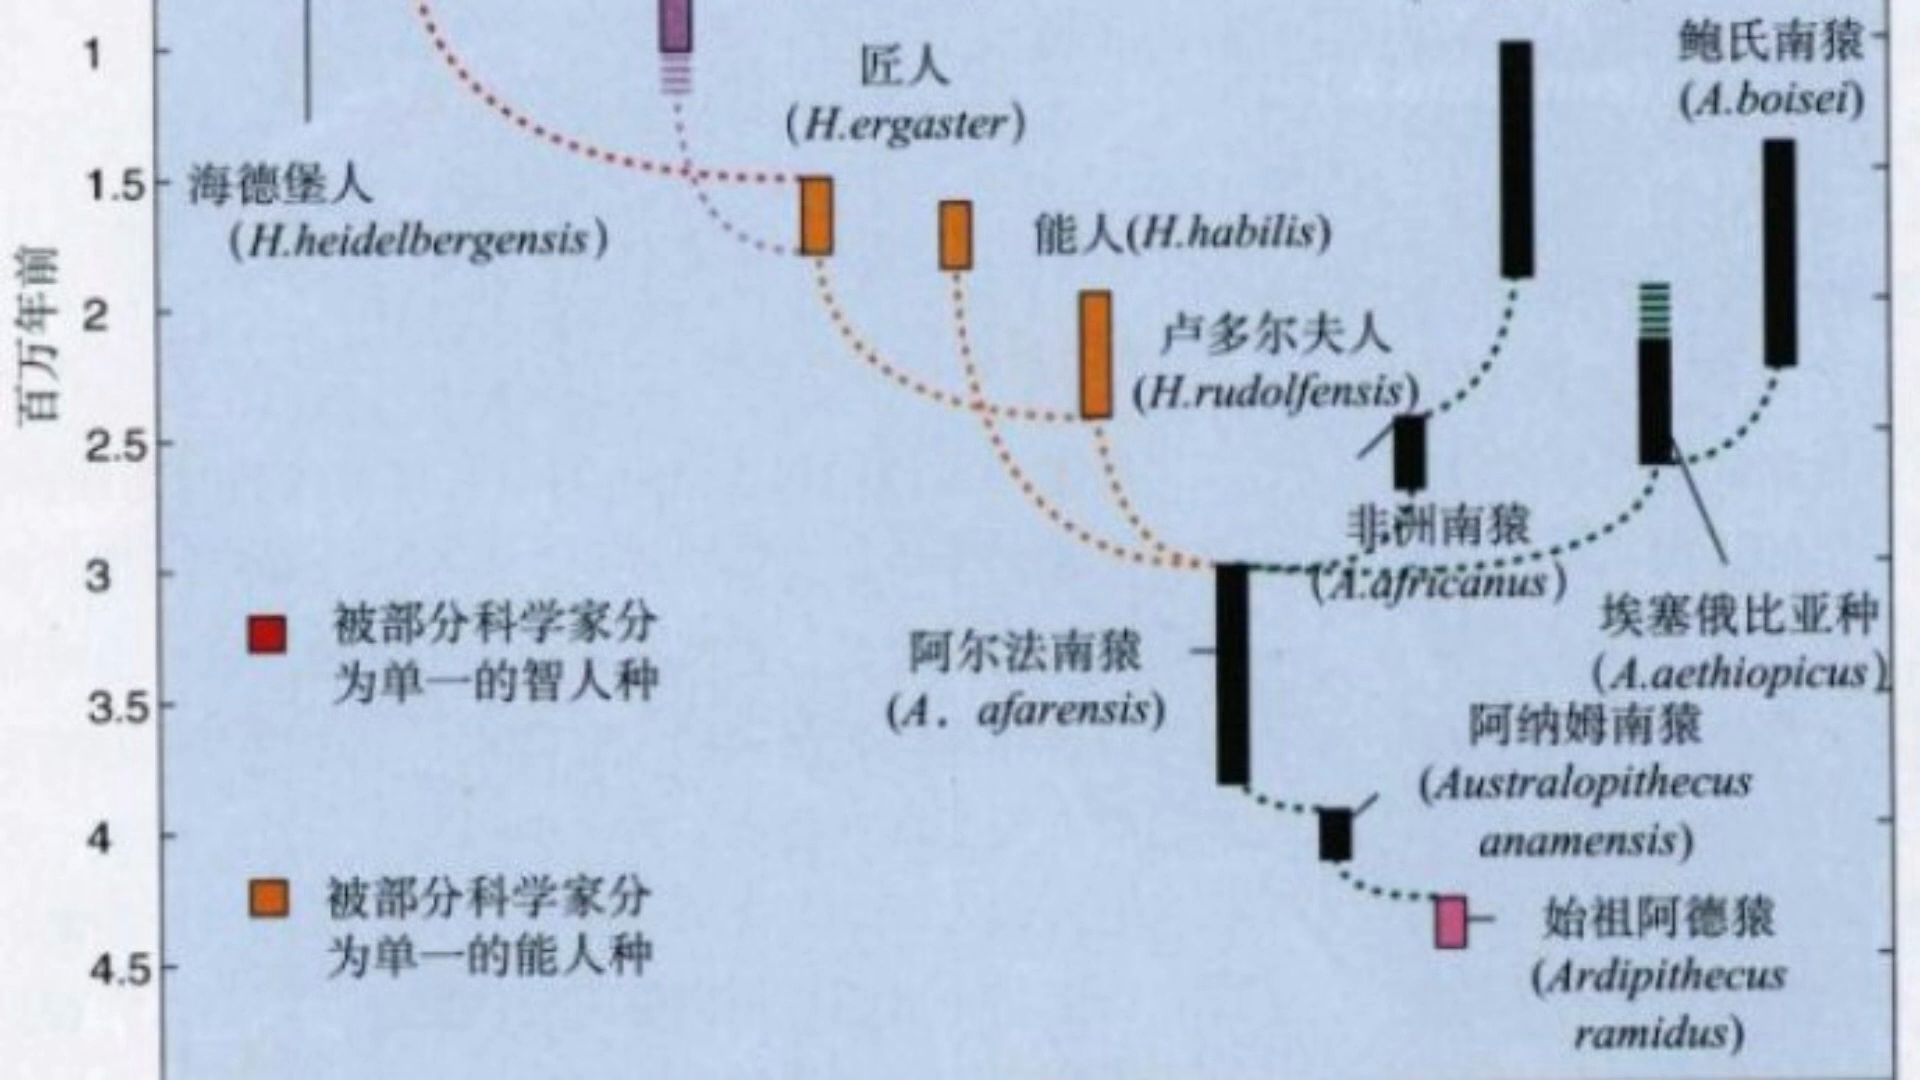 1
1.5
2
2.5
3
3.5
4
4.5
百万年前
匠人
(H.ergaster)
鲍氏南猿
(A.boisei)
海德堡人
(H.heidelbergensis)
能人(H.habilis)
卢多尔夫人
(H.rudolfensis)
非洲南猿
(A.africanus)
埃塞俄比亚种
(A.aethiopicus)
被部分科学家分
为单一的智人种
阿尔法南猿
(A. afarensis)
阿纳姆南猿
(Australopithecus
anamensis)
被部分科学家分
为单一的能人种
始祖阿德猿
(Ardipithecus
ramidus)